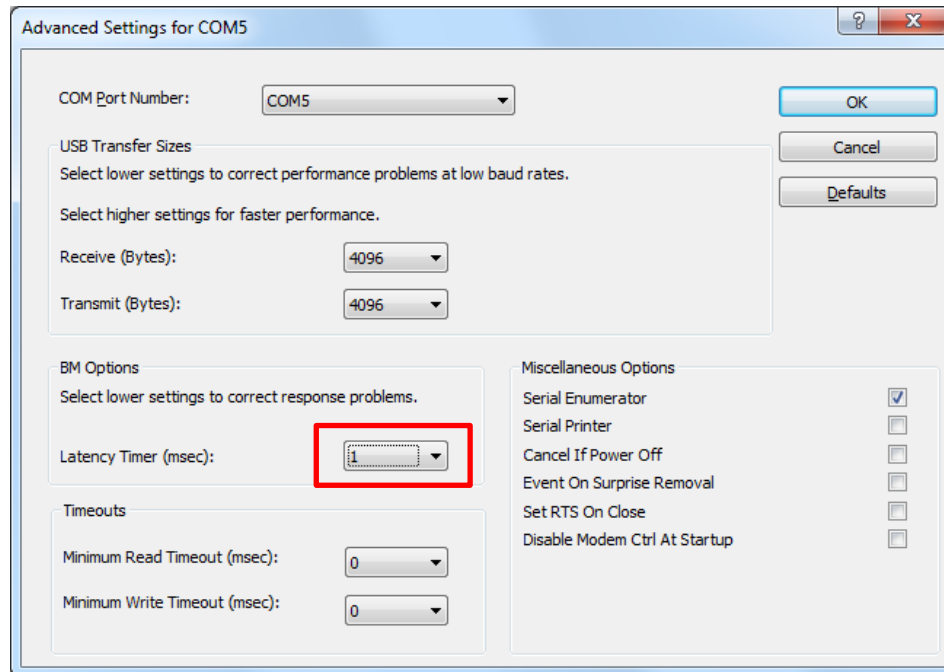 Advanced Settings for COM5
COM Port Number: COM5
OK
Cancel
Defaults
USB Transfer Sizes
Select lower settings to correct performance problems at low baud rates.
Select higher settings for faster performance.
Receive (Bytes): 4096
Transmit (Bytes): 4096
BM Options
Select lower settings to correct response problems.
Latency Timer (msec): 1
Timeouts
Minimum Read Timeout (msec): 0
Minimum Write Timeout (msec): 0
Miscellaneous Options
Serial Enumerator
Serial Printer
Cancel If Power Off
Event On Surprise Removal
Set RTS On Close
Disable Modem Ctrl At Startup